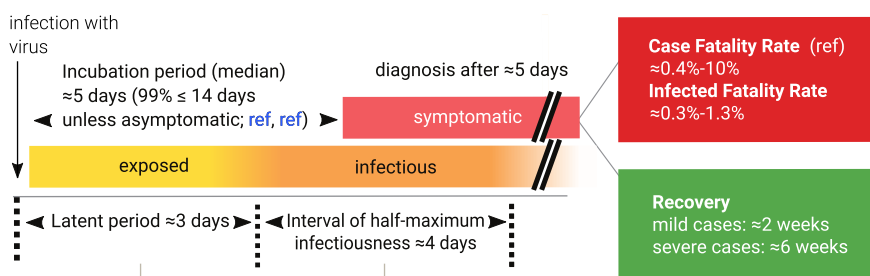 infection with
virus
Incubation period (median)
≈5 days (99% ≤ 14 days
unless asymptomatic; ref, ref)
diagnosis after ≈5 days
symptomatic
exposed
infectious
Latent period ≈3 days
Interval of half-maximum
infectiousness ≈4 days
Case Fatality Rate (ref)
≈0.4%-10%
Infected Fatality Rate
≈0.3%-1.3%
Recovery
mild cases: ≈2 weeks
severe cases: ≈6 weeks